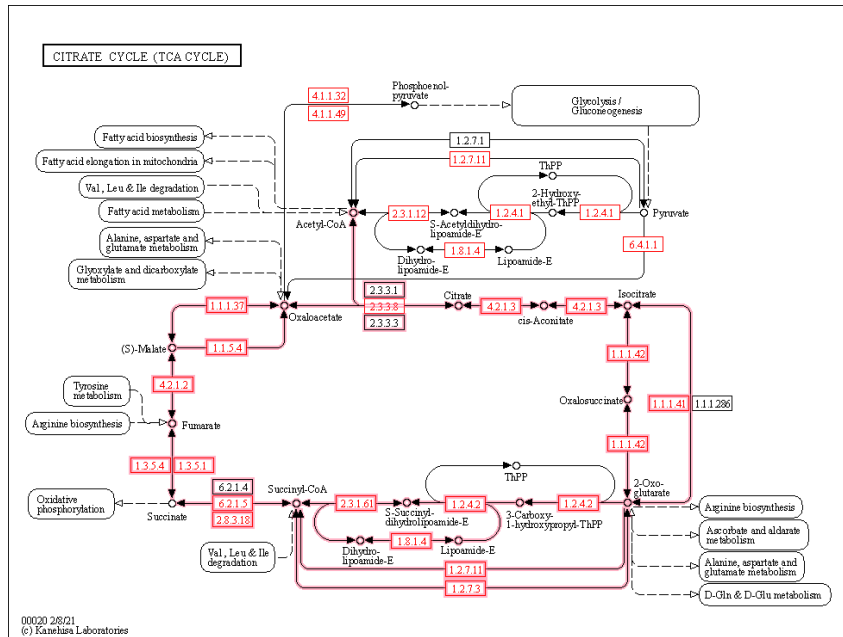 CITRATE CYCLE (TCA CYCLE)
Phosphoenol-
pyruvate
4.1.1.32
4.1.1.49
Glycolysis /
Gluconeogenesis
Fatty acid biosynthesis
Fatty acid elongation in mitochondria
Val, Leu & Ile degradation
Fatty acid metabolism
1.2.7.1
1.2.7.11
ThPP
2-Hydroxy-
ethyl-ThPP
2.3.1.12
1.2.4.1
1.2.4.1
Acetyl-CoA
S-Acetyldihydro-
lipoamide-E
Pyruvate
Alanine, aspartate and
glutamate metabolism
Dihydro-
lipoamide-E
1.8.1.4
Lipoamide-E
6.4.1.1
Glyoxylate and dicarboxylate
metabolism
2.3.3.1
2.3.3.8
2.3.3.3
1.1.1.37
Oxaloacetate
Citrate
4.2.1.3
cis-Aconitate
4.2.1.3
Isocitrate
(S)-Malate
1.1.5.4
1.1.1.42
4.2.1.2
Tyrosine
metabolism
Oxalosuccinate
1.1.1.41
1.1.1.286
Arginine biosynthesis
Fumarate
1.1.1.42
1.3.5.4
1.3.5.1
ThPP
6.2.1.4
6.2.1.5
2.8.3.18
Succinyl-CoA
2-Oxo-
glutarate
Oxidative
phosphorylation
Succinate
2.3.1.61
S-Succinyl-
dihydrolipoamide-E
1.2.4.2
3-Carboxy-
1-hydroxypropyl-ThPP
1.2.4.2
Arginine biosynthesis
Ascorbate and aldarate
metabolism
Val, Leu & Ile
degradation
Dihydro-
lipoamide-E
1.8.1.4
Lipoamide-E
1.2.7.11
1.2.7.3
Alanine, aspartate and
glutamate metabolism
D-Gln & D-Glu metabolism
00020 2/8/21
(c) Kanehisa Laboratories